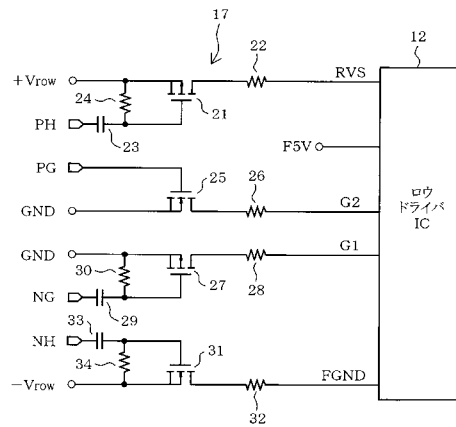 17
22
12
+Vrow
RVS
24
21
PH
23
F5V
PG
25
26
GND
G2
ロウ
ドライバ
IC
GND
G1
30
27
28
NG
29
33
NH
31
34
−Vrow
FGND
32